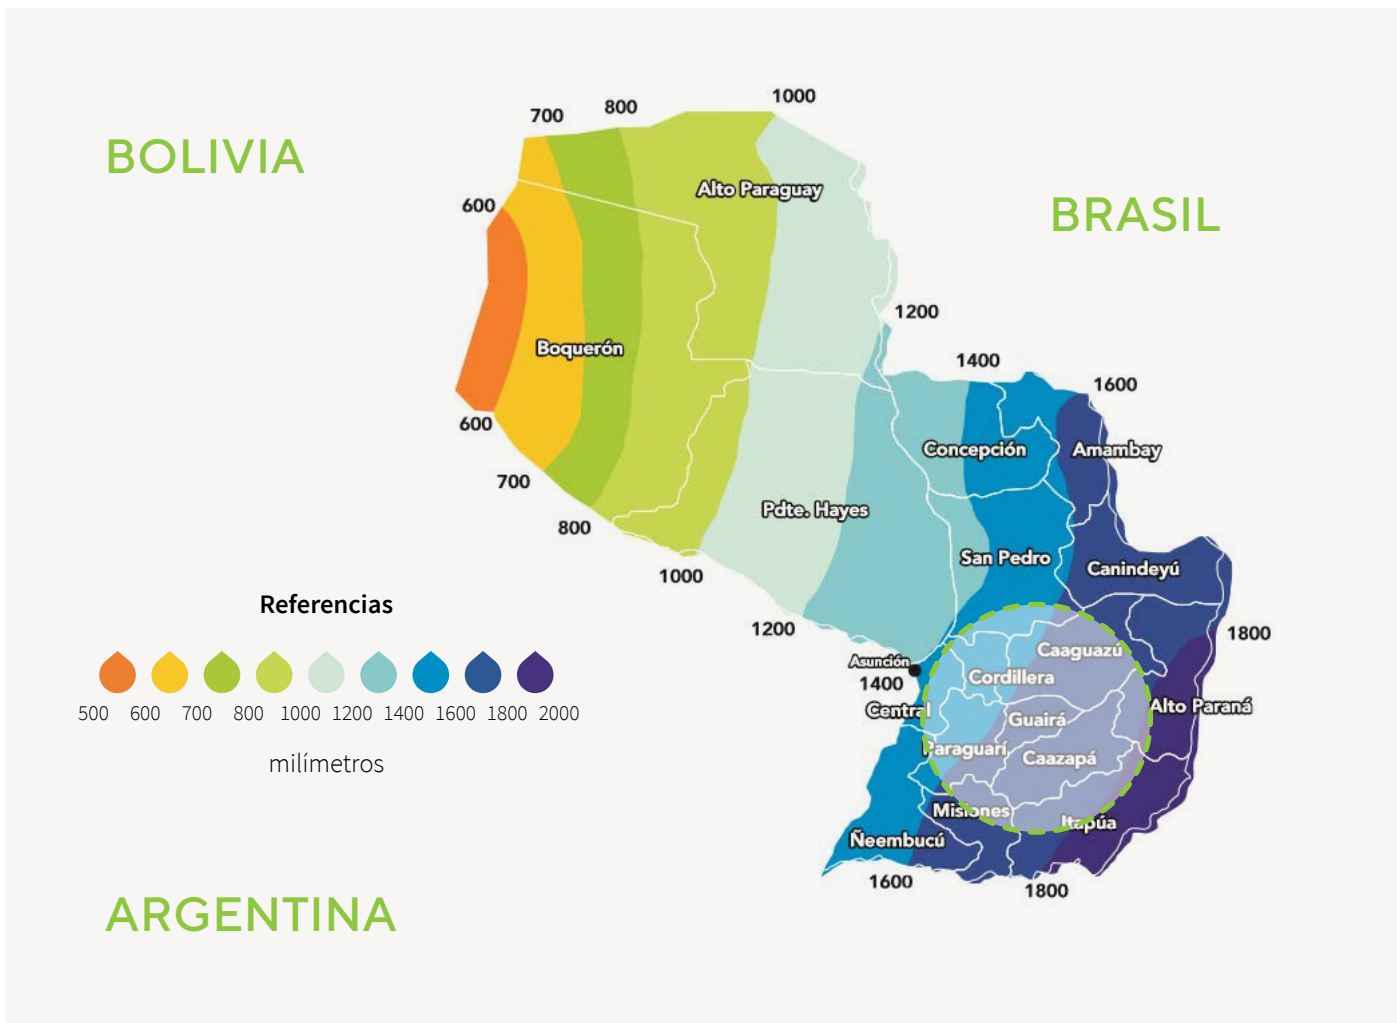 1000
800
700
BOLIVIA
Alto Paraguay
BRASIL
600
1200
Boquerón
1400
1600
600
Concepción
Amambay
700
Pdte. Hayes
800
San Pedro
Canindeyú
1000
Referencias
1200
1800
Caaguazú
Asunción
Cordillera
1400
Central
Alto Paraná
500 600 700 800 1000 1200 1400 1600 1800 2000
Guairá
Paraguarí
Caazapá
milímetros
Misiones
Itapúa
Ñeembucú
1600
1800
ARGENTINA